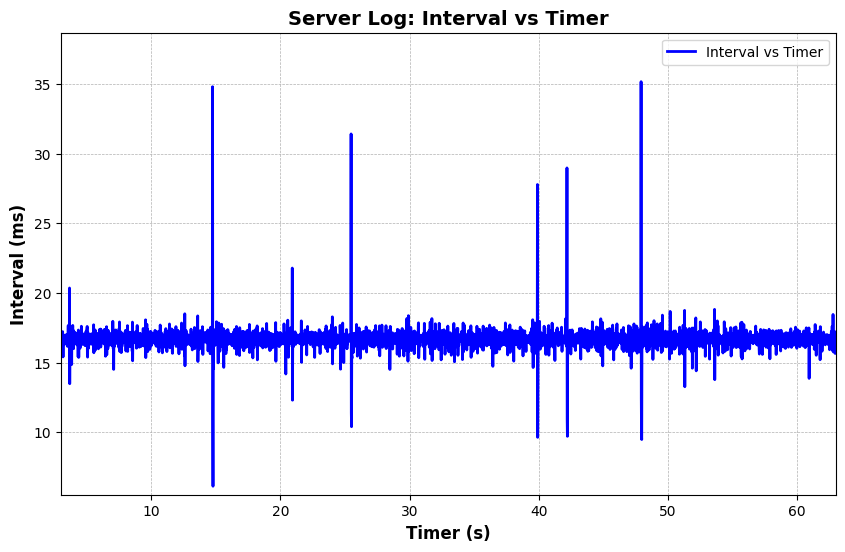 Server Log: Interval vs Timer
Interval vs Timer
Interval (ms)
35
30
25
20
15
10
10 20 30 40 50 60
Timer (s)